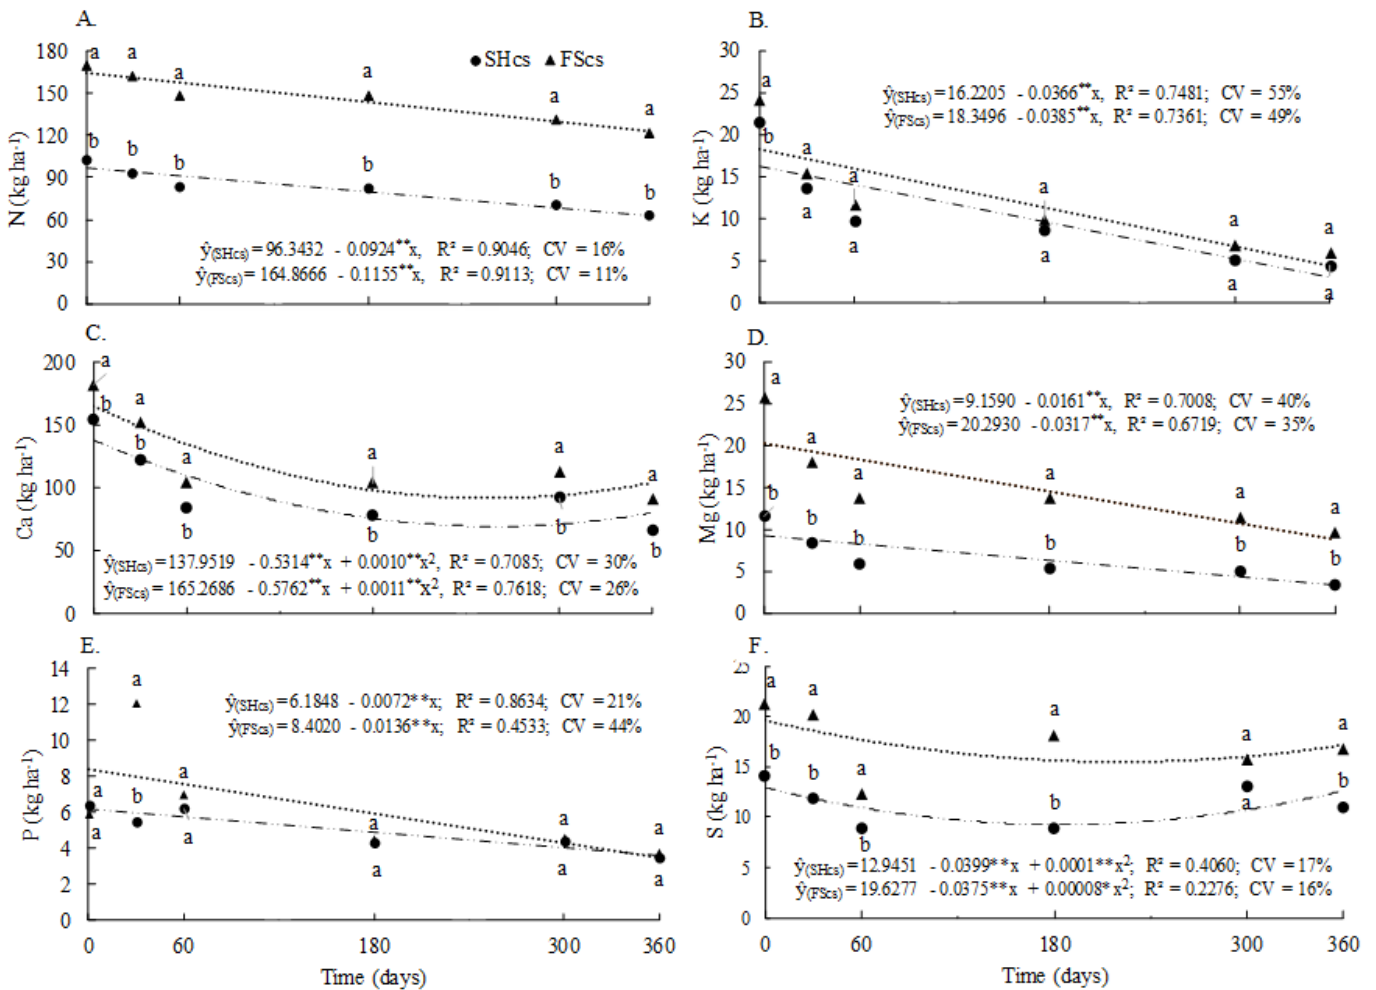 A.
180
150
120
90
60
30
0
N (kg ha-1)
● SHcs ▲ FScs
a a a a a a
b b b b b b
ŷ(SHcs) = 96.3432 - 0.0924**x, R² = 0.9046; CV = 16%
ŷ(FScs) = 164.8666 - 0.1155**x, R² = 0.9113; CV = 11%
B.
30
25
20
15
10
5
0
K (kg ha-1)
ŷ(SHcs) = 16.2205 - 0.0366**x, R² = 0.7481; CV = 55%
ŷ(FScs) = 18.3496 - 0.0385**x, R² = 0.7361; CV = 49%
a a a a a a
b a a a a a
C.
200
150
100
50
0
Ca (kg ha-1)
a a a a a a
b b b b b b
ŷ(SHcs) = 137.9519 - 0.5314**x + 0.0010**x2, R² = 0.7085; CV = 30%
ŷ(FScs) = 165.2686 - 0.5762**x + 0.0011**x2, R² = 0.7618; CV = 26%
D.
30
25
20
15
10
5
0
Mg (kg ha-1)
ŷ(SHcs) = 9.1590 - 0.0161**x, R² = 0.7008; CV = 40%
ŷ(FScs) = 20.2930 - 0.0317**x, R² = 0.6719; CV = 35%
a a a a a a
b b b b b b
E.
14
12
10
8
6
4
2
0
P (kg ha-1)
ŷ(SHcs) = 6.1848 - 0.0072**x; R² = 0.8634; CV = 21%
ŷ(FScs) = 8.4020 - 0.0136**x; R² = 0.4533; CV = 44%
a a a a a a
a b a a a a
0 60 180 300 360
Time (days)
F.
25
20
15
10
5
0
S (kg ha-1)
a a a a a a
b b b b a b
ŷ(SHcs) = 12.9451 - 0.0399**x + 0.0001**x2; R² = 0.4060; CV = 17%
ŷ(FScs) = 19.6277 - 0.0375**x + 0.00008*x2; R² = 0.2276; CV = 16%
0 60 180 300 360
Time (days)